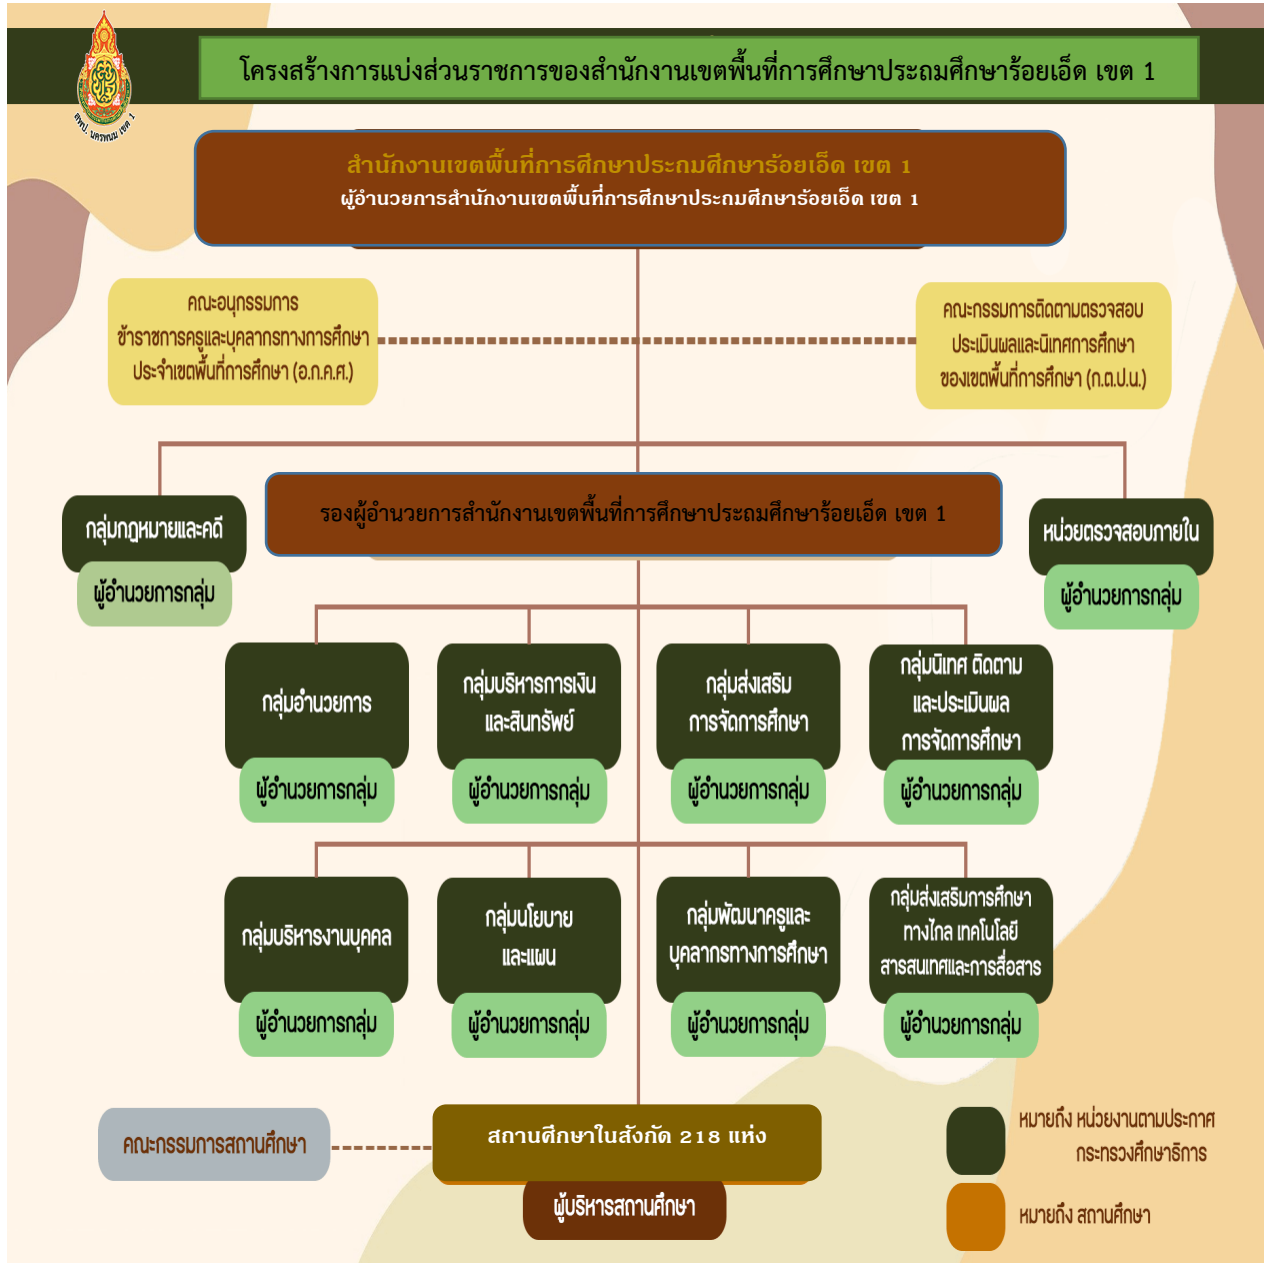 โครงสร้างการแบ่งส่วนราชการของสำนักงานเขตพื้นที่การศึกษาประถมศึกษาร้อยเอ็ด เขต 1
สพป. นครพนม เขต 1
สำนักงานเขตพื้นที่การศึกษาประถมศึกษาร้อยเอ็ด เขต 1
ผู้อำนวยการสำนักงานเขตพื้นที่การศึกษาประถมศึกษาร้อยเอ็ด เขต 1
คณะอนุกรรมการ
ข้าราชการครูและบุคลากรทางการศึกษา
ประจำเขตพื้นที่การศึกษา (อ.ก.ค.ศ.)
คณะกรรมการติดตามตรวจสอบ
ประเมินผลและนิเทศการศึกษา
ของเขตพื้นที่การศึกษา (ก.ต.ป.น.)
กลุ่มกฎหมายและคดี
ผู้อำนวยการกลุ่ม
รองผู้อำนวยการสำนักงานเขตพื้นที่การศึกษาประถมศึกษาร้อยเอ็ด เขต 1
หน่วยตรวจสอบภายใน
ผู้อำนวยการกลุ่ม
กลุ่มอำนวยการ
ผู้อำนวยการกลุ่ม
กลุ่มบริหารการเงิน
และสินทรัพย์
ผู้อำนวยการกลุ่ม
กลุ่มส่งเสริม
การจัดการศึกษา
ผู้อำนวยการกลุ่ม
กลุ่มนิเทศ ติดตาม
และประเมินผล
การจัดการศึกษา
ผู้อำนวยการกลุ่ม
กลุ่มบริหารงานบุคคล
ผู้อำนวยการกลุ่ม
กลุ่มนโยบาย
และแผน
ผู้อำนวยการกลุ่ม
กลุ่มพัฒนาครูและ
บุคลากรทางการศึกษา
ผู้อำนวยการกลุ่ม
กลุ่มส่งเสริมการศึกษา
ทางไกล เทคโนโลยี
สารสนเทศและการสื่อสาร
ผู้อำนวยการกลุ่ม
คณะกรรมการสถานศึกษา
สถานศึกษาในสังกัด 218 แห่ง
ผู้บริหารสถานศึกษา
หมายถึง หน่วยงานตามประกาศ
กระทรวงศึกษาธิการ
หมายถึง สถานศึกษา